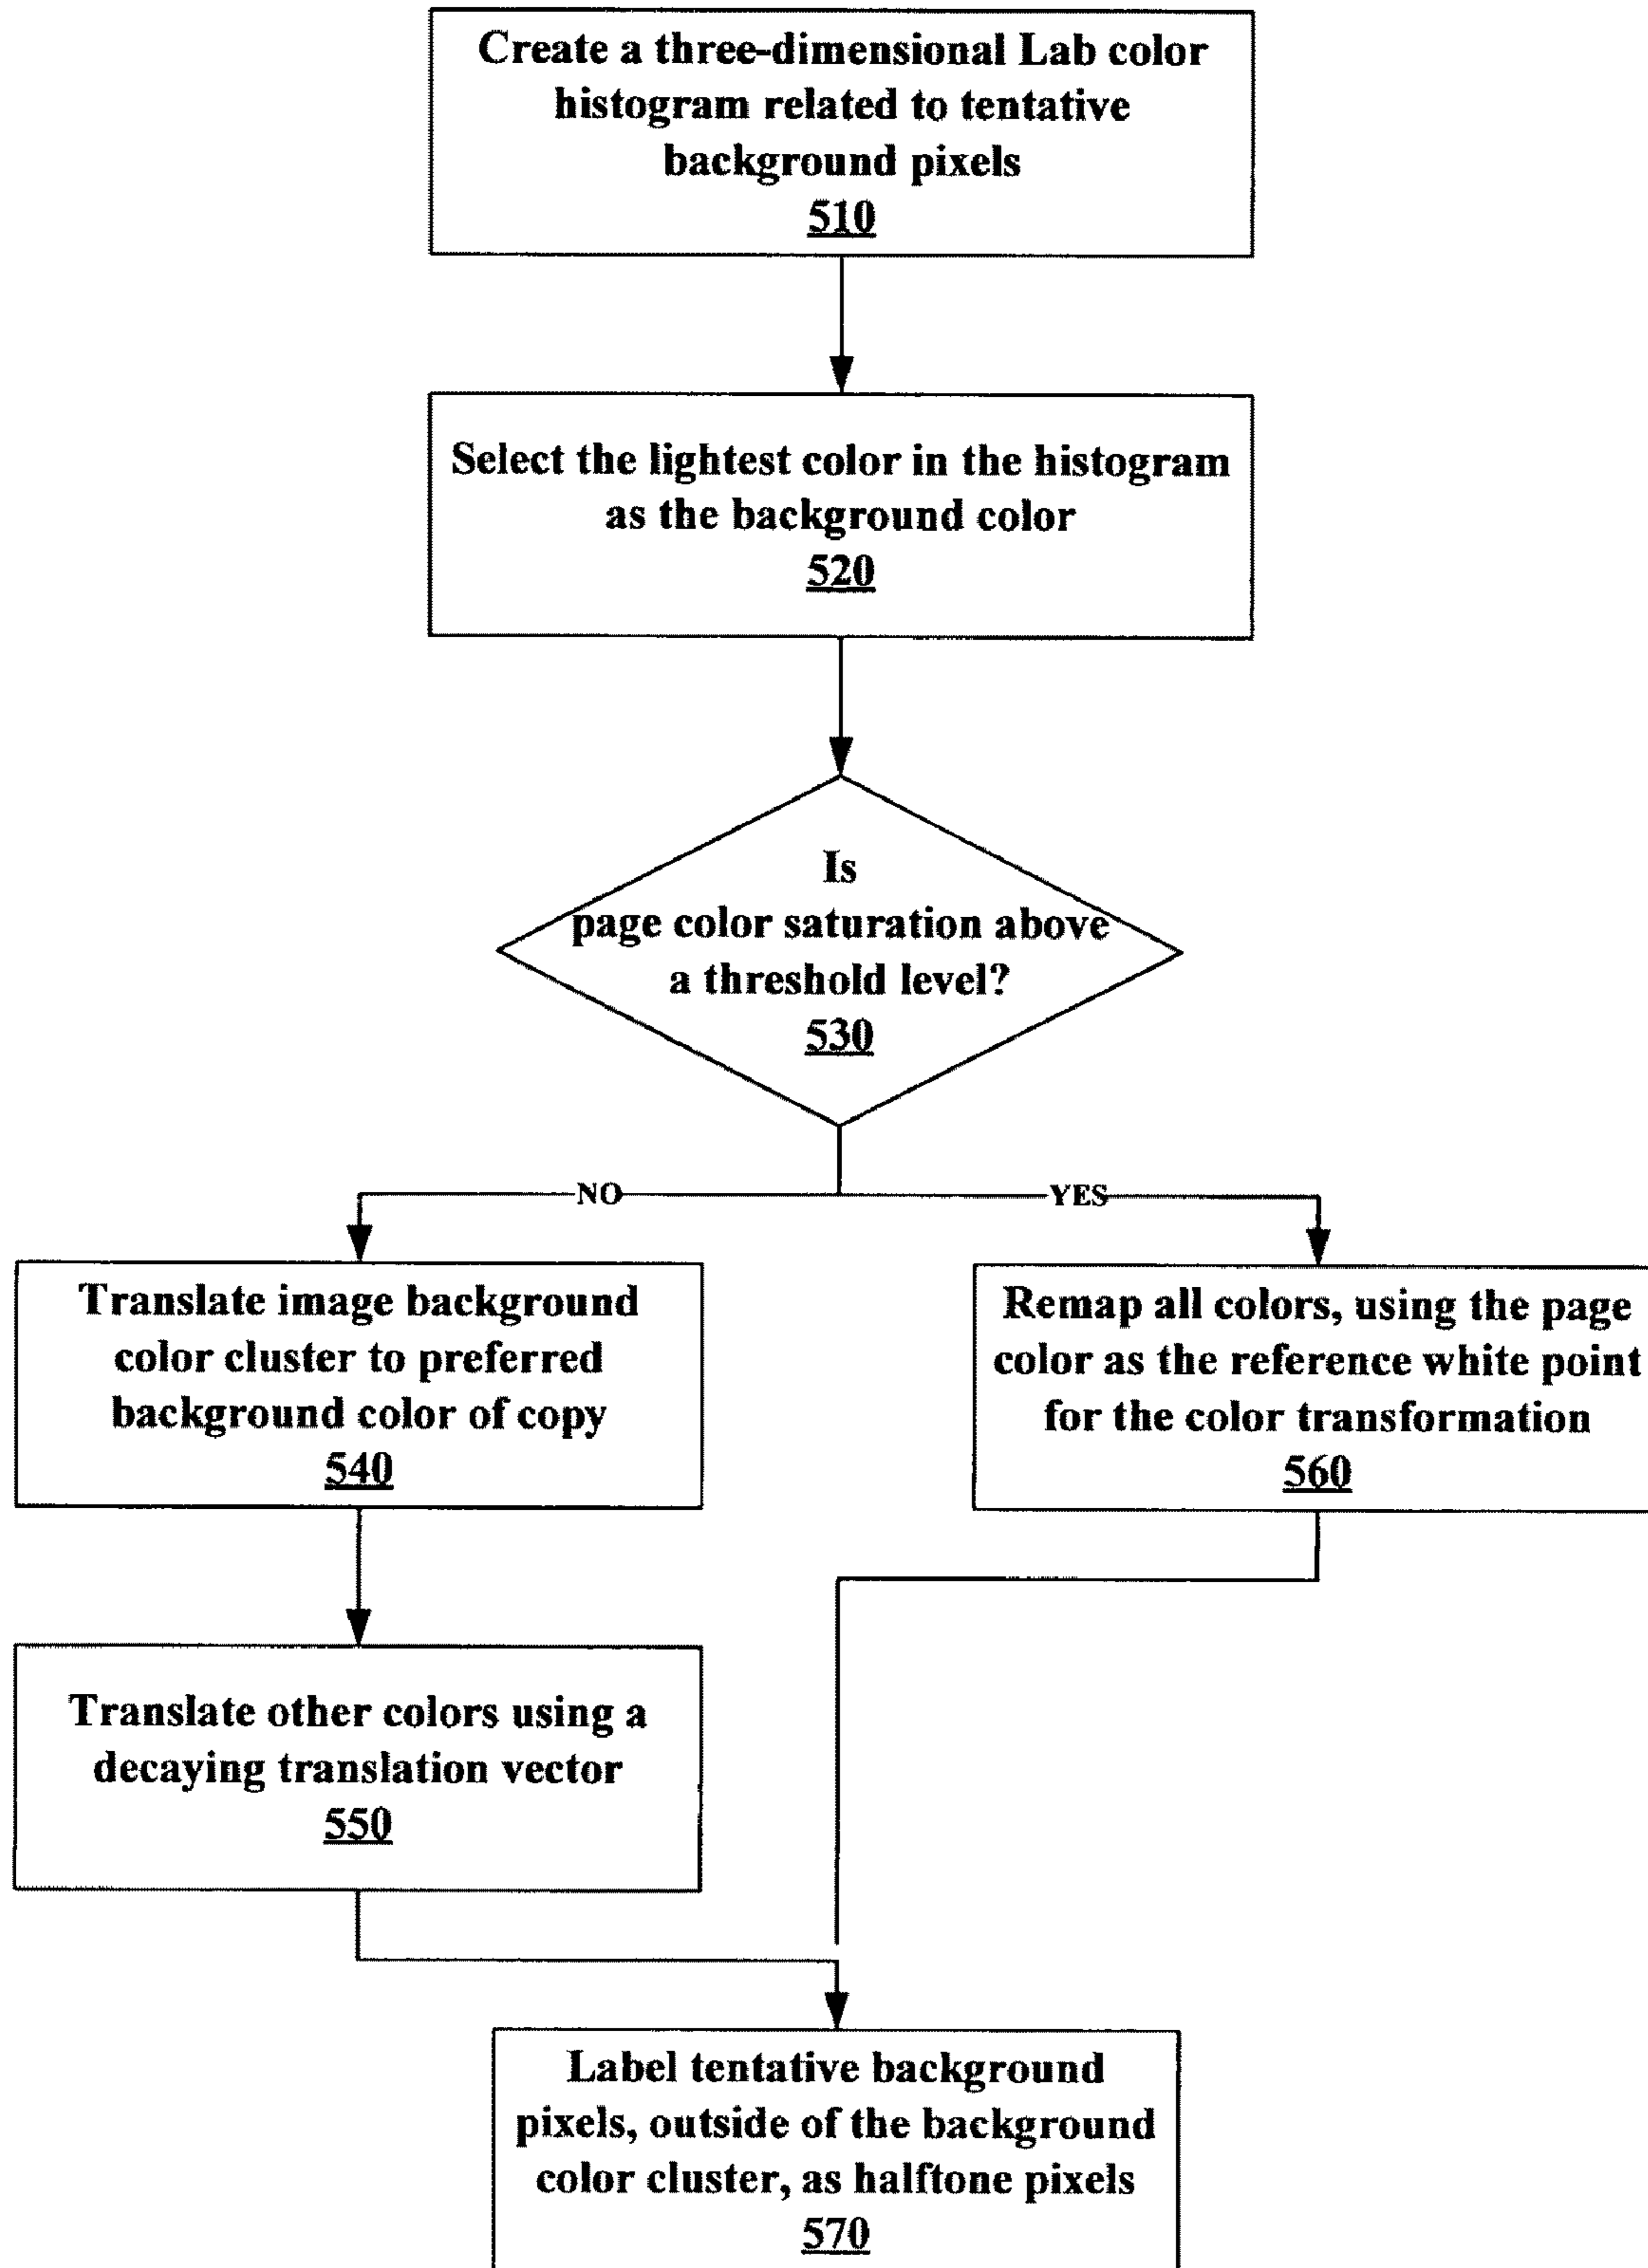 Create a three-dimensional Lab color
histogram related to tentative
background pixels
510
Select the lightest color in the histogram
as the background color
520
Is
page color saturation above
a threshold level?
530
NO
YES
Translate image background
color cluster to preferred
background color of copy
540
Remap all colors, using the page
color as the reference white point
for the color transformation
560
Translate other colors using a
decaying translation vector
550
Label tentative background
pixels, outside of the background
color cluster, as halftone pixels
570